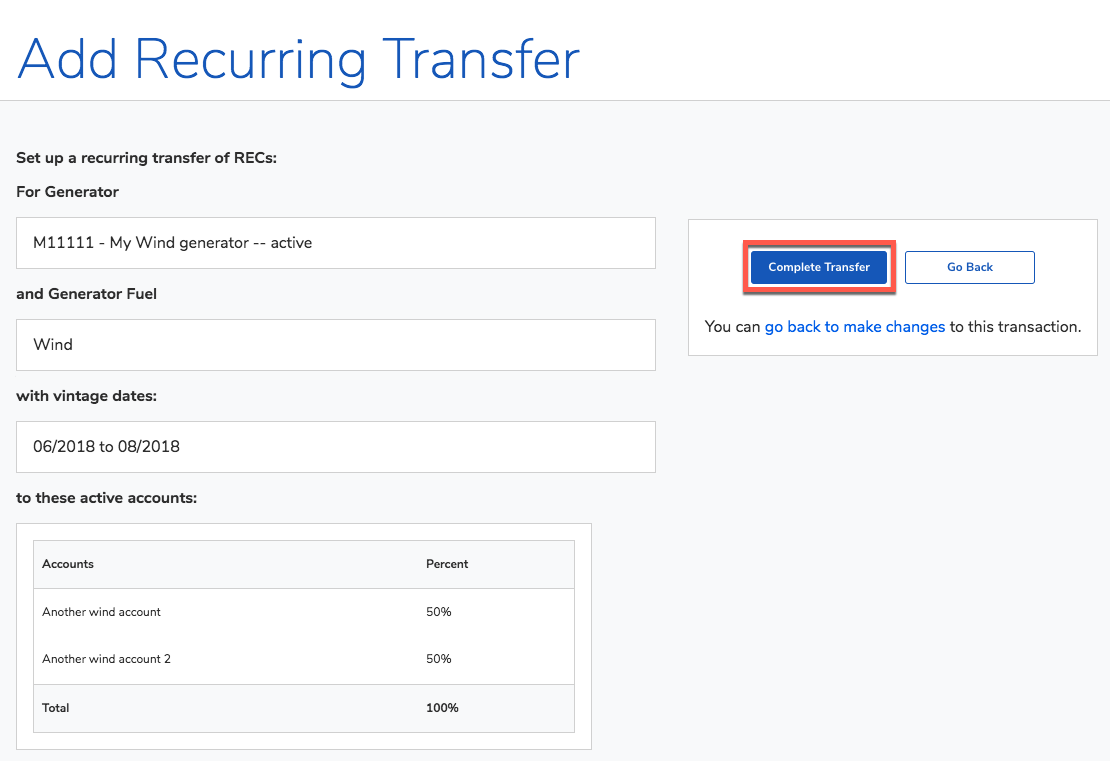 Add Recurring Transfer
Set up a recurring transfer of RECs:
For Generator
M11111 - My Wind generator -- active
and Generator Fuel
Wind
with vintage dates:
06/2018 to 08/2018
to these active accounts:
Accounts Percent
Another wind account 50%
Another wind account 2 50%
Total 100%
Complete Transfer Go Back
You can go back to make changes to this transaction.